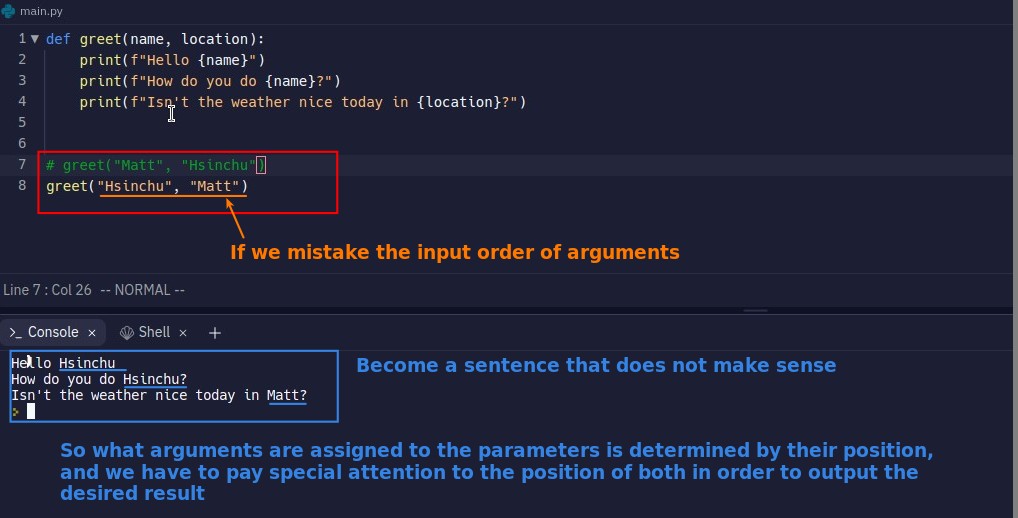 main.py
1 def greet(name, location):
2 print(f"Hello {name}")
3 print(f"How do you do {name}?")
4 print(f"Isn't the weather nice today in {location}?")
5
6
7 # greet("Matt", "Hsinchu")
8 greet("Hsinchu", "Matt")
If we mistake the input order of arguments
Line 7 : Col 26 -- NORMAL --
>_ Console × Shell × +
Hello Hsinchu
How do you do Hsinchu?
Isn't the weather nice today in Matt?
Become a sentence that does not make sense
So what arguments are assigned to the parameters is determined by their position,
and we have to pay special attention to the position of both in order to output the
desired result